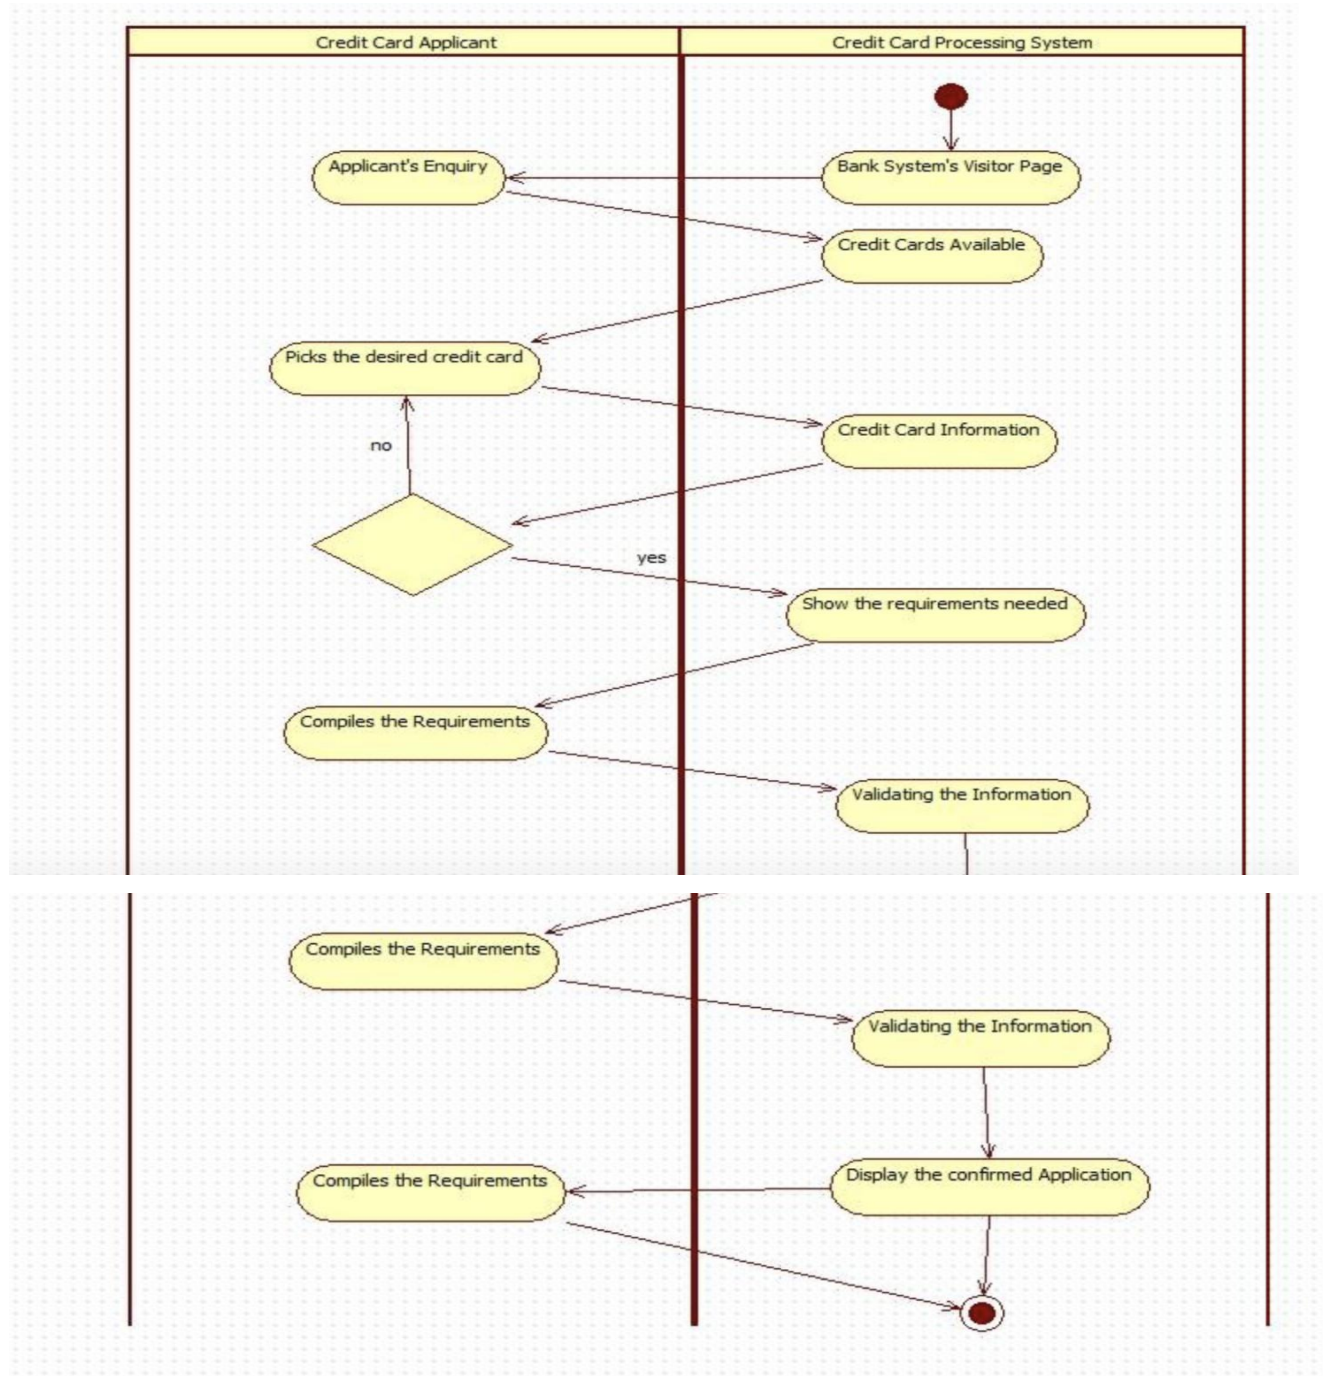 Credit Card Applicant
Credit Card Processing System
Applicant's Enquiry
Bank System's Visitor Page
Credit Cards Available
Picks the desired credit card
Credit Card Information
no
yes
Show the requirements needed
Compiles the Requirements
Validating the Information
Compiles the Requirements
Validating the Information
Compiles the Requirements
Display the confirmed Application